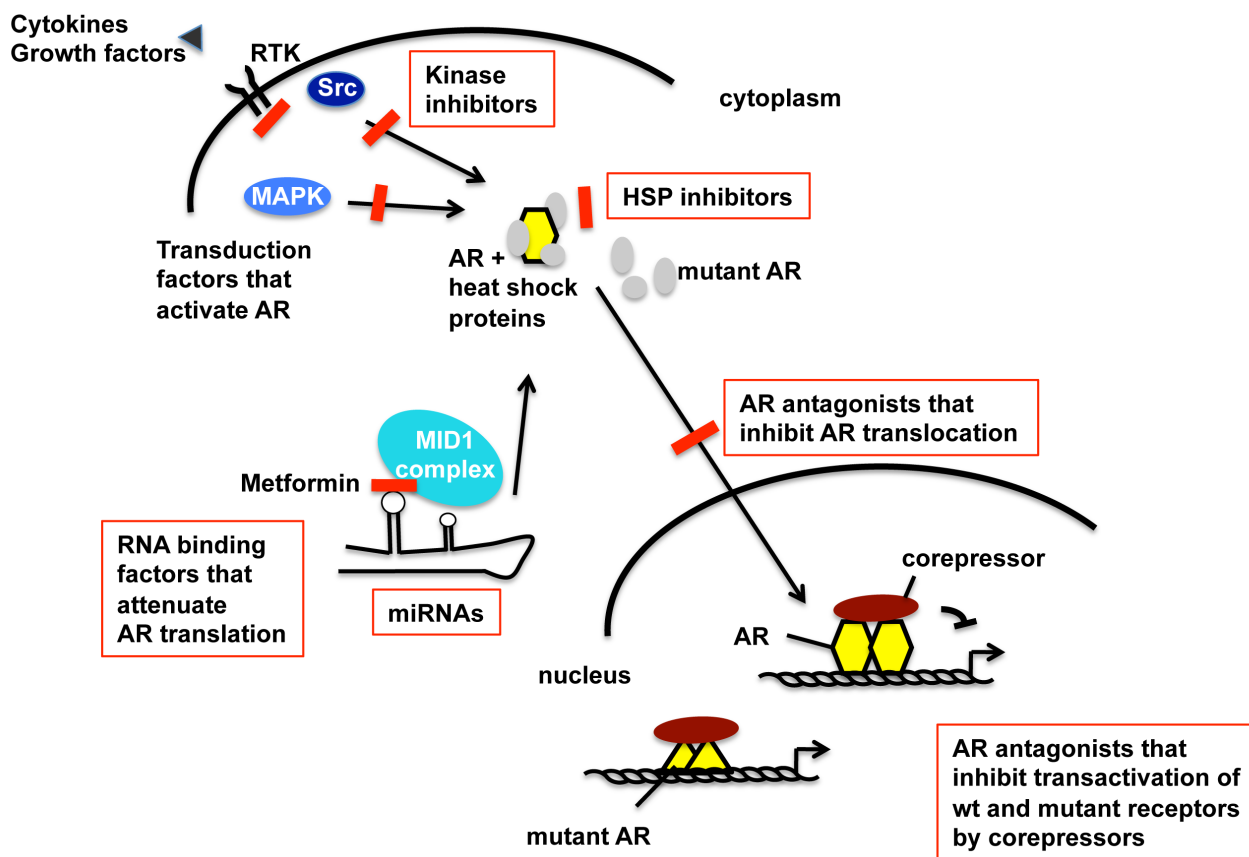 Cytokines
Growth factors
RTK
Src
Kinase
inhibitors
cytoplasm
MAPK
HSP inhibitors
Transduction
factors that
activate AR
AR +
heat shock
proteins
mutant AR
AR antagonists that
inhibit AR translocation
MID1
complex
Metformin
RNA binding
factors that
attenuate
AR translation
miRNAs
corepressor
AR
nucleus
mutant AR
AR antagonists that
inhibit transactivation of
wt and mutant receptors
by corepressors